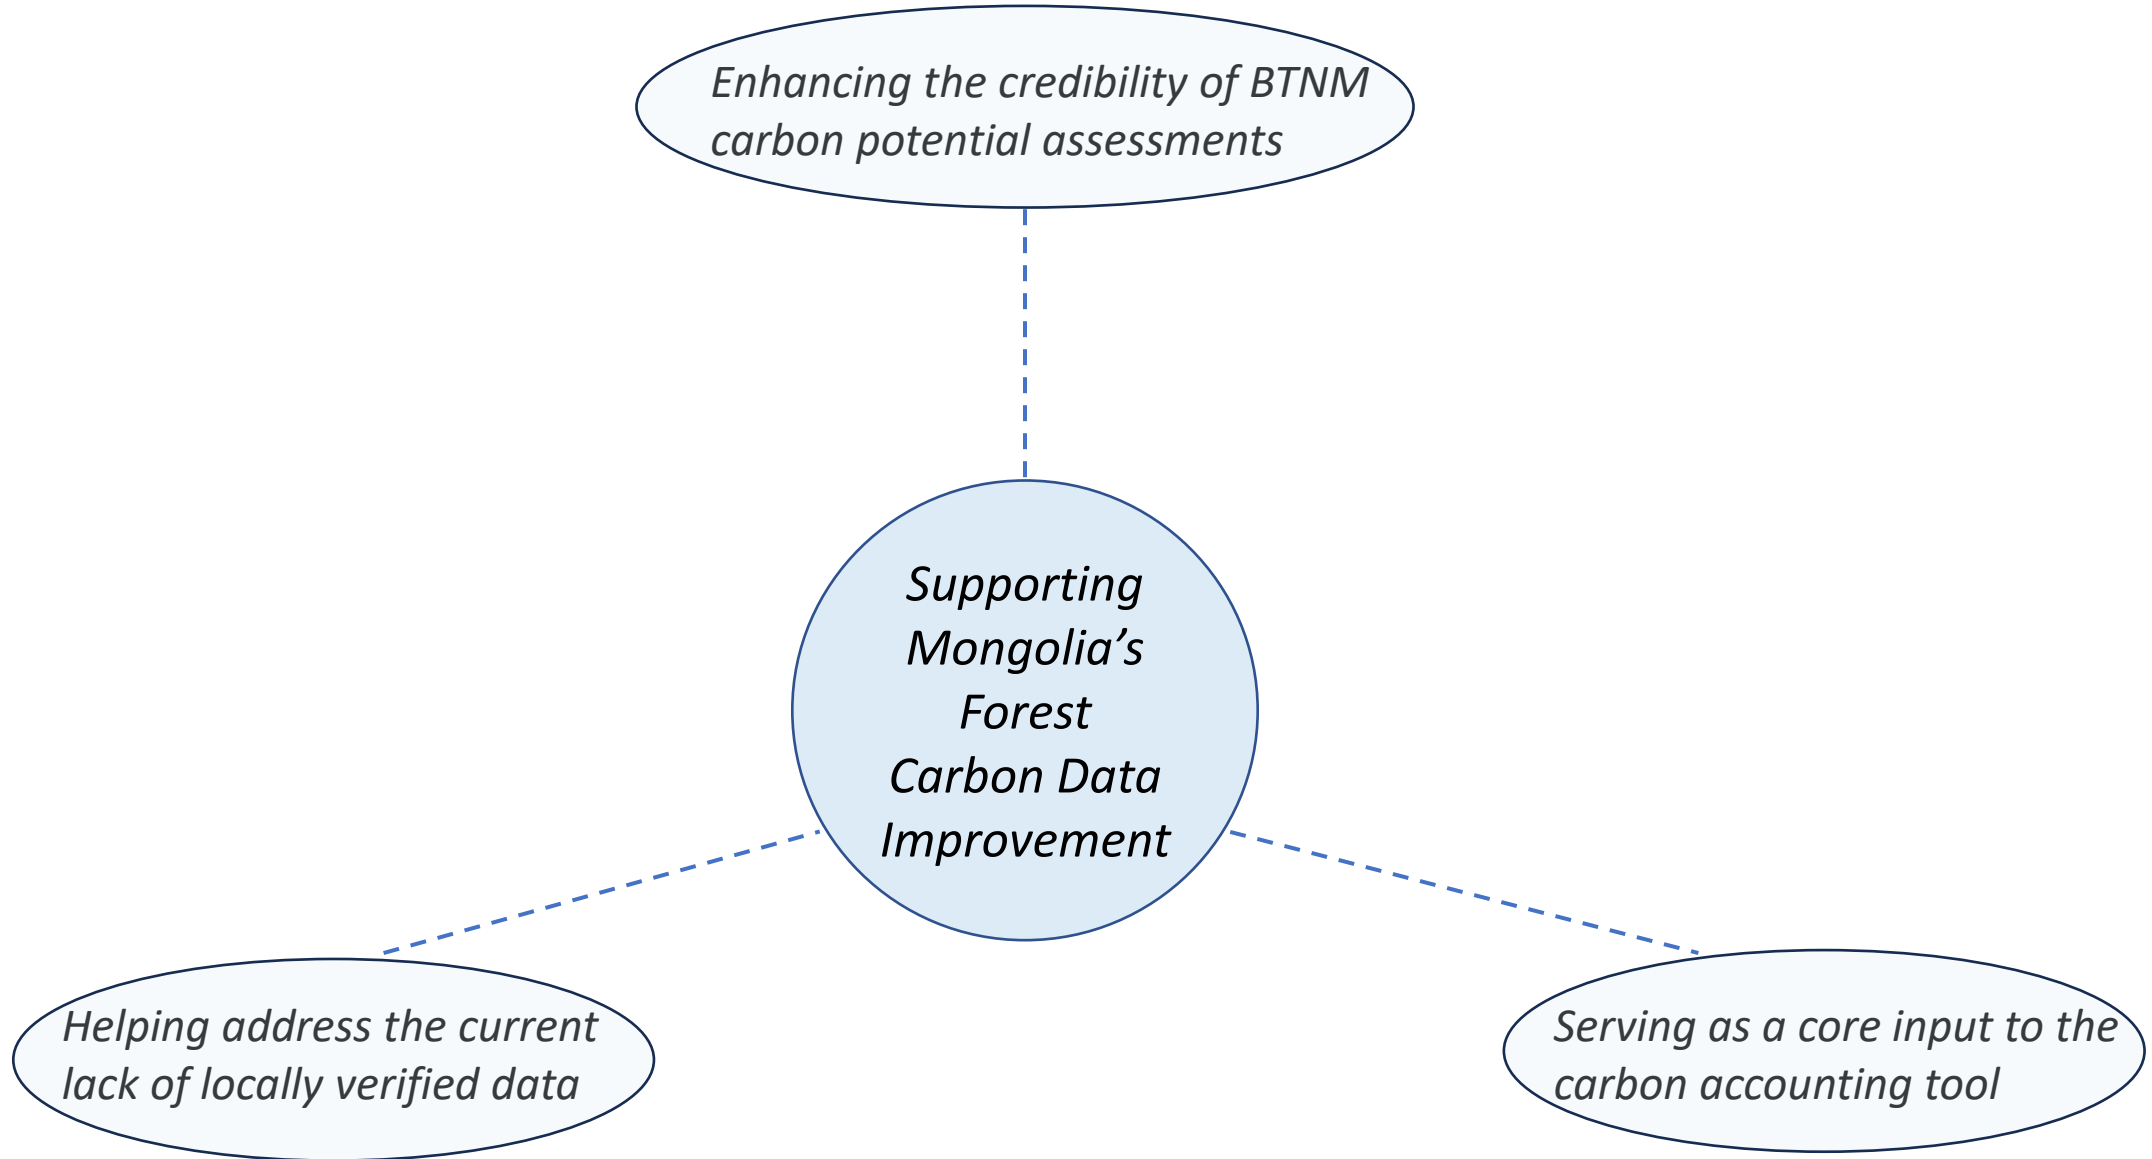 Enhancing the credibility of BTNM
carbon potential assessments
Supporting
Mongolia’s
Forest
Carbon Data
Improvement
Helping address the current
lack of locally verified data
Serving as a core input to the
carbon accounting tool